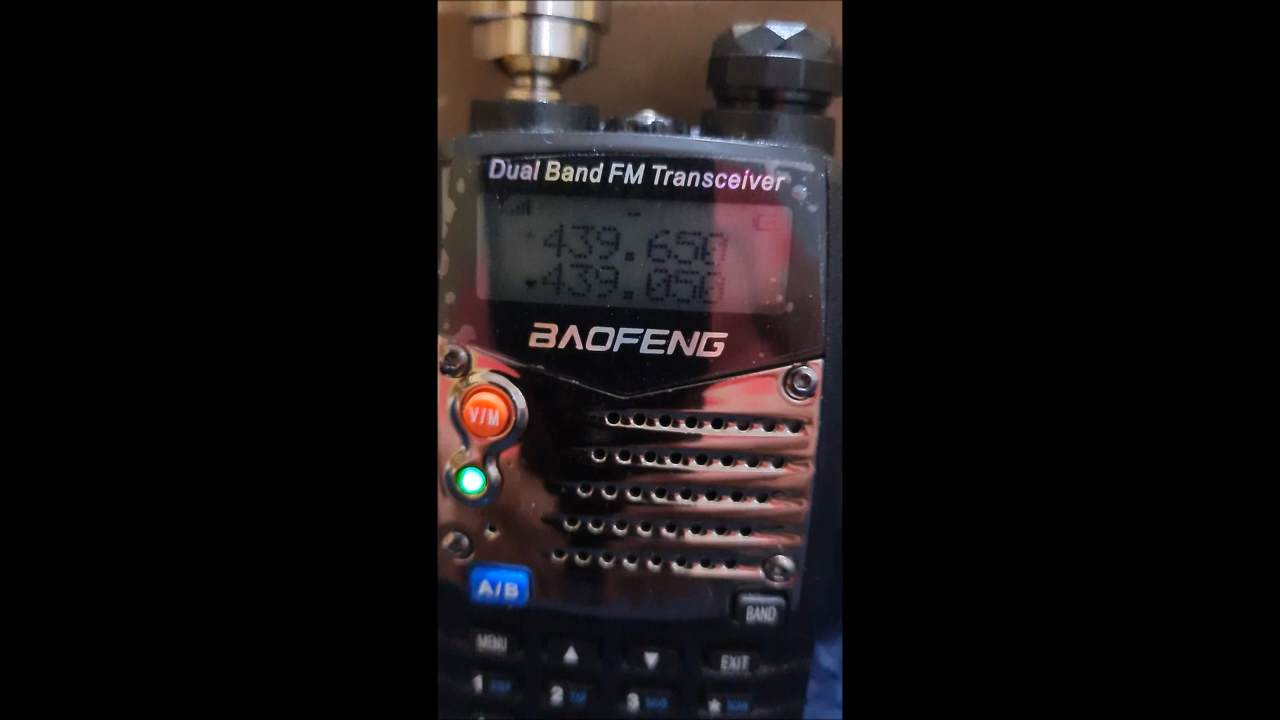 Dual Band FM Transceiver
439.650
439.050
BAOFENG
V/M
A/B
BAND
MENU ▲ ▼ EXIT
1 2 3 *